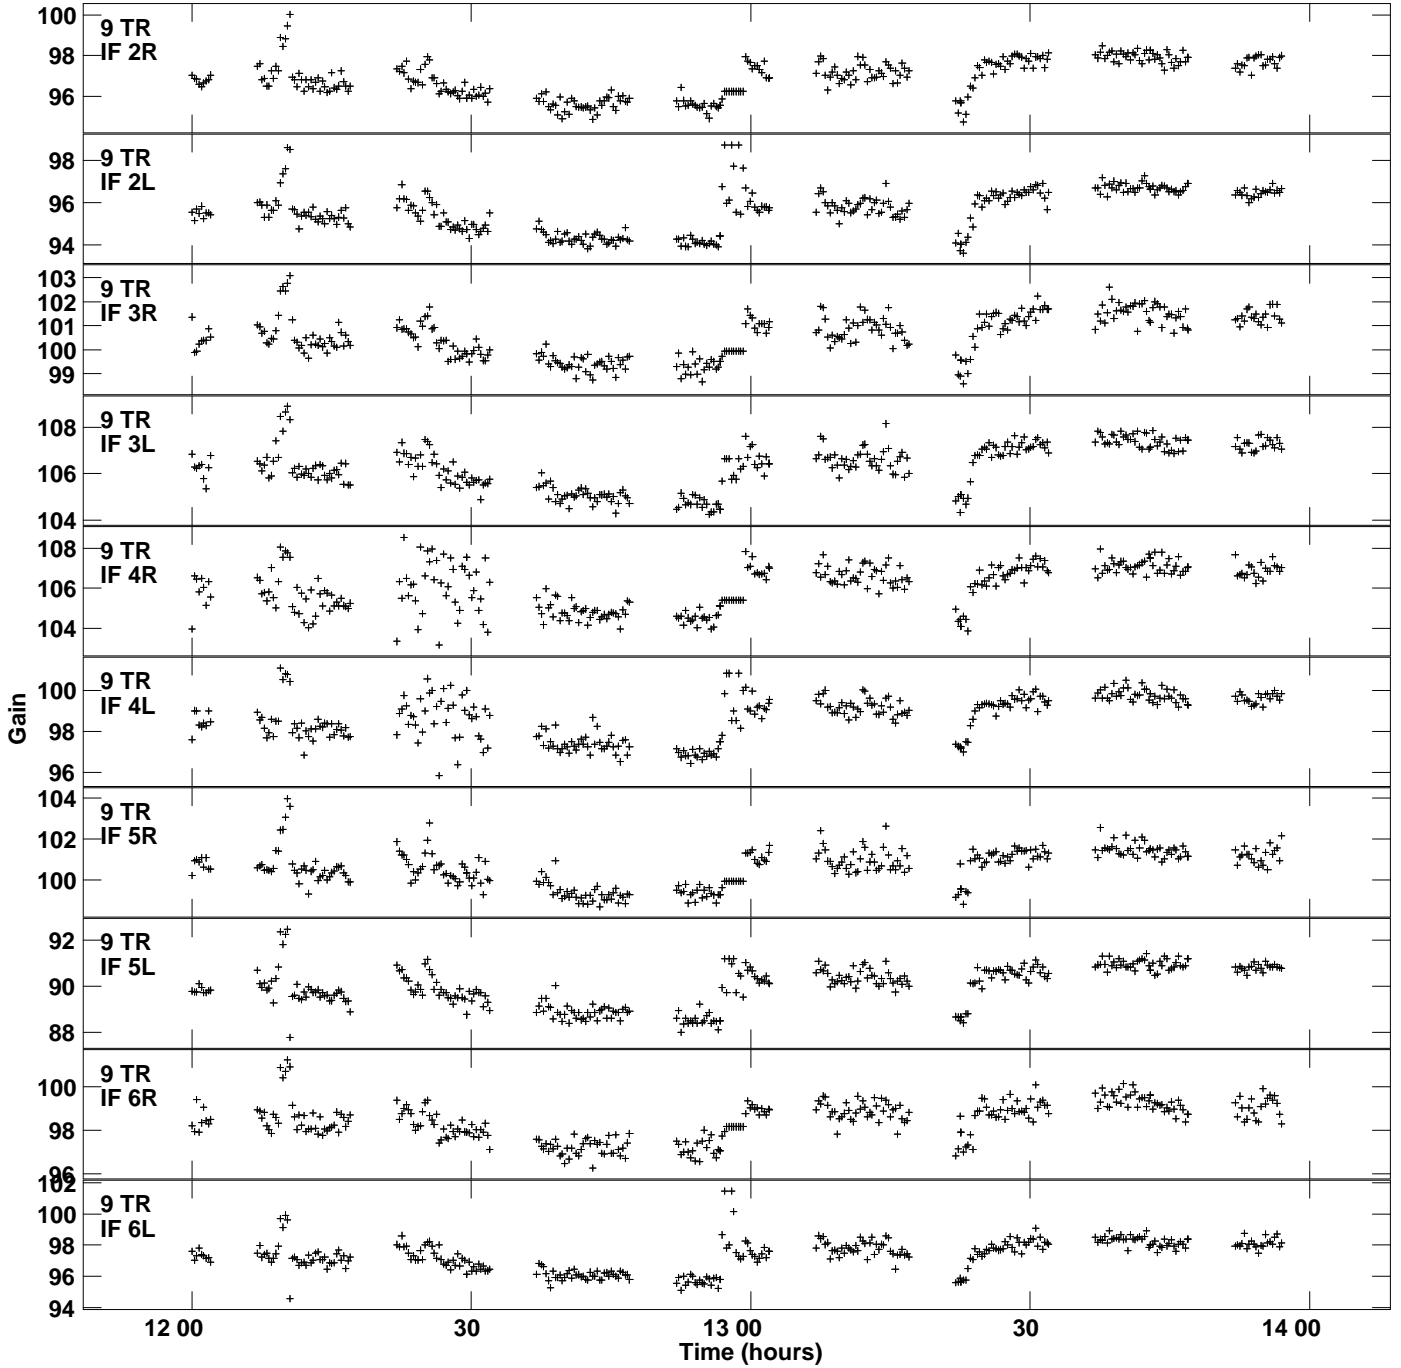 100
98
96
9 TR
IF 2R
98
96
94
9 TR
IF 2L
103
102
101
100
99
9 TR
IF 3R
108
106
104
9 TR
IF 3L
108
106
104
9 TR
IF 4R
100
98
96
9 TR
IF 4L
Gain
104
102
100
9 TR
IF 5R
92
90
88
9 TR
IF 5L
100
98
96
9 TR
IF 6R
102
100
98
96
94
9 TR
IF 6L
12 00 30 13 00 30 14 00
Time (hours)